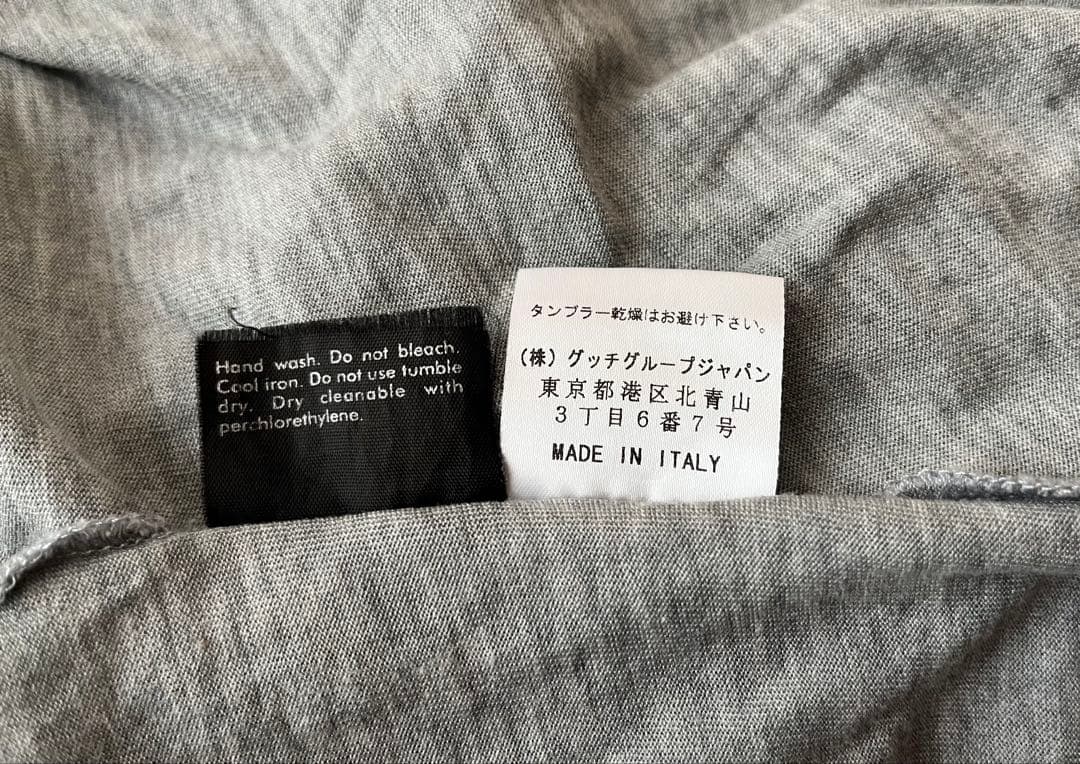 Hand wash. Do not bleach.
Cool iron. Do not use tumble
dry. Dry cleanable with
perchlorethylene.
タンブラー乾燥はお避け下さい。
(株)グッチグループジャパン
東京都港区北青山
3丁目6番7号
MADE IN ITALY